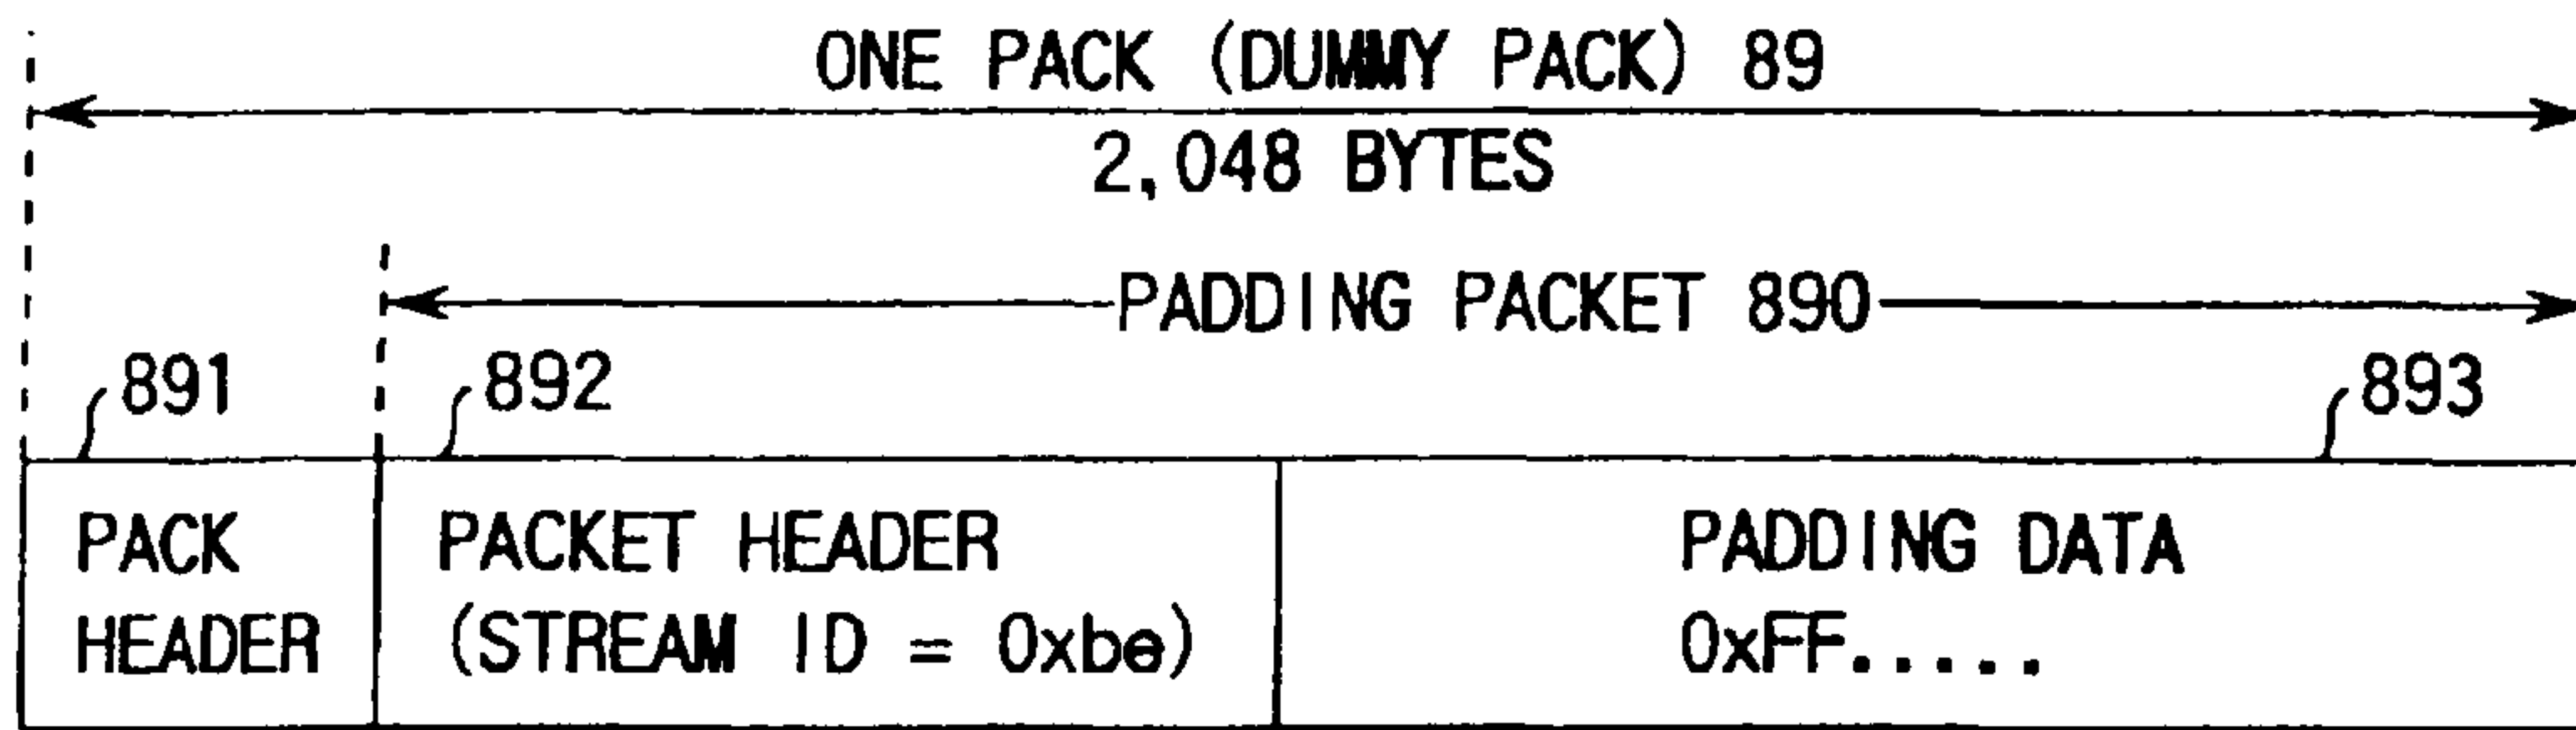 ONE PACK (DUMMY PACK) 89
2,048 BYTES
PADDING PACKET 890
891 892 893
PACK HEADER
PACKET HEADER
(STREAM ID = 0xbe)
PADDING DATA
0xFF.....